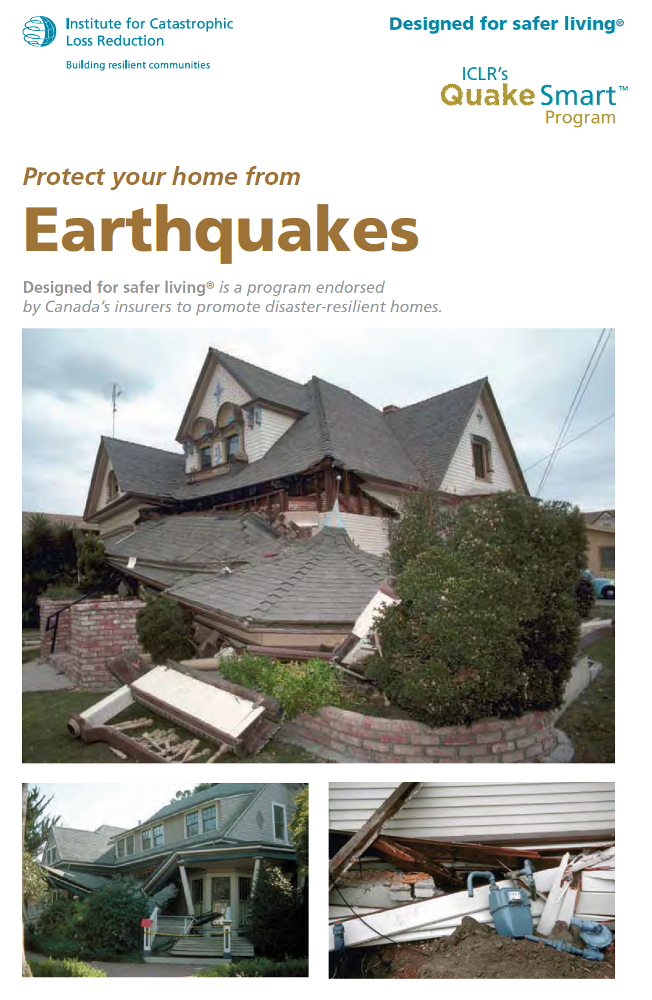 Institute for Catastrophic
Loss Reduction
Building resilient communities
Designed for safer living®
ICLR's
QuakeSmart™
Program
Protect your home from
Earthquakes
Designed for safer living® is a program endorsed
by Canada's insurers to promote disaster-resilient homes.